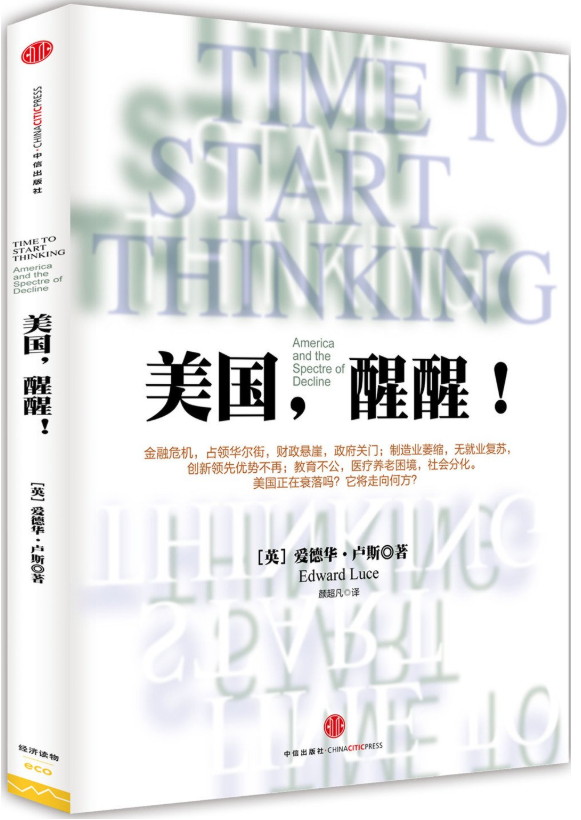 CITIC
中信出版社·CHINACITICPRESS
TIME TO
START
THINKING
America
and the
Spectre of
Decline
美国，醒醒！
［英］爱德华·卢斯◎著
经济读物
eco
TIME TO
START
THINKING
America
and the
Spectre of
Decline
美国，醒醒！
金融危机，占领华尔街，财政悬崖，政府关门；制造业萎缩，无就业复苏，
创新领先优势不再；教育不公，医疗养老困境，社会分化。
美国正在衰落吗？它将走向何方？
THINKING
START
TIME TO
［英］爱德华·卢斯◎著
Edward Luce
颜超凡◎译
中信出版社·CHINACITICPRESS